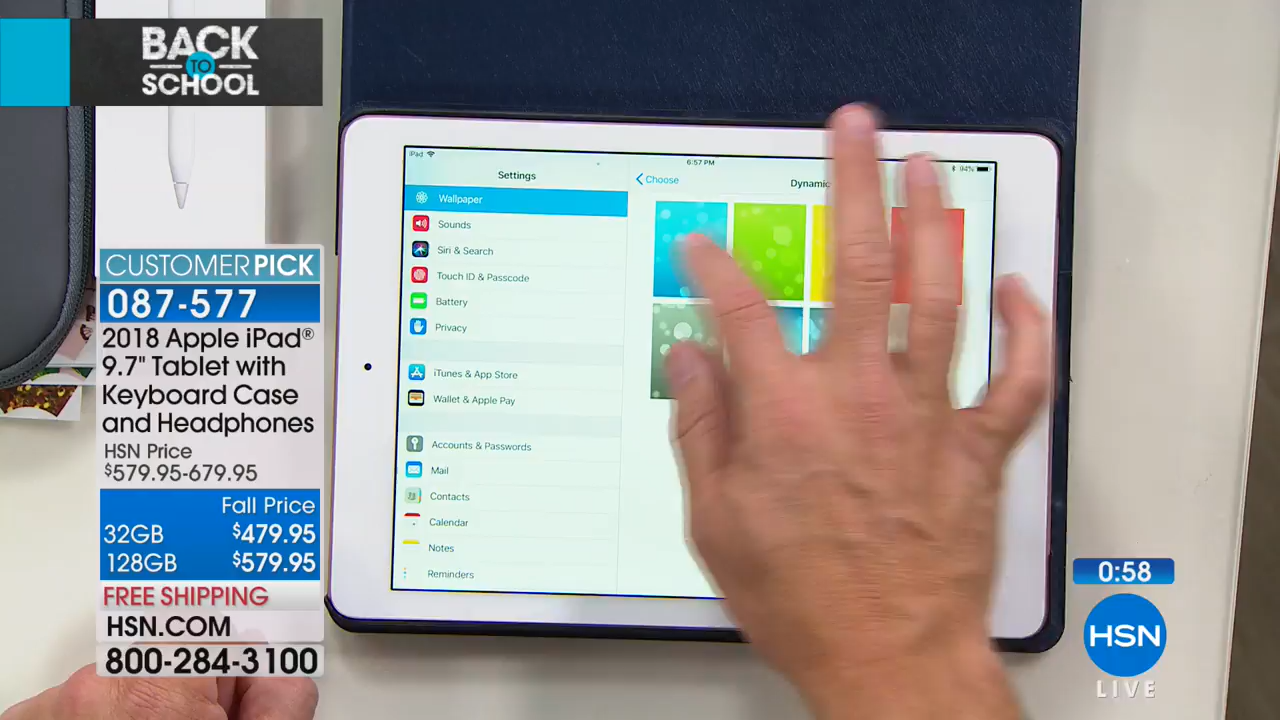 BACK
TO
SCHOOL
CUSTOMER PICK
087-577
2018 Apple iPad®
9.7" Tablet with
Keyboard Case
and Headphones
HSN Price
$579.95-679.95
Fall Price
32GB $479.95
128GB $579.95
FREE SHIPPING
HSN.COM
800-284-3100
iPad
6:57 PM
94%
Settings
Choose
Dynamic
Wallpaper
Sounds
Siri & Search
Touch ID & Passcode
Battery
Privacy
iTunes & App Store
Wallet & Apple Pay
Accounts & Passwords
Mail
Contacts
Calendar
Notes
Reminders
0:58
HSN
LIVE